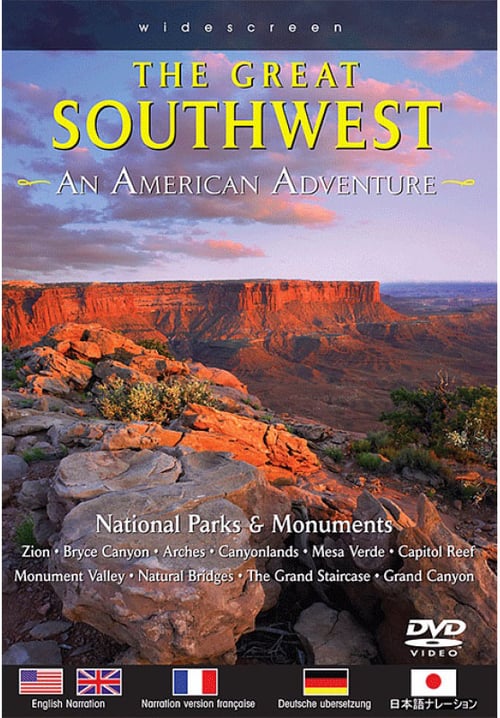 widescreen
THE GREAT
SOUTHWEST
AN AMERICAN ADVENTURE
National Parks & Monuments
Zion • Bryce Canyon • Arches • Canyonlands • Mesa Verde • Capitol Reef
Monument Valley • Natural Bridges • The Grand Staircase • Grand Canyon
DVD
VIDEO
English Narration
Narration version française
Deutsche ubersetzung
日本語ナレーション